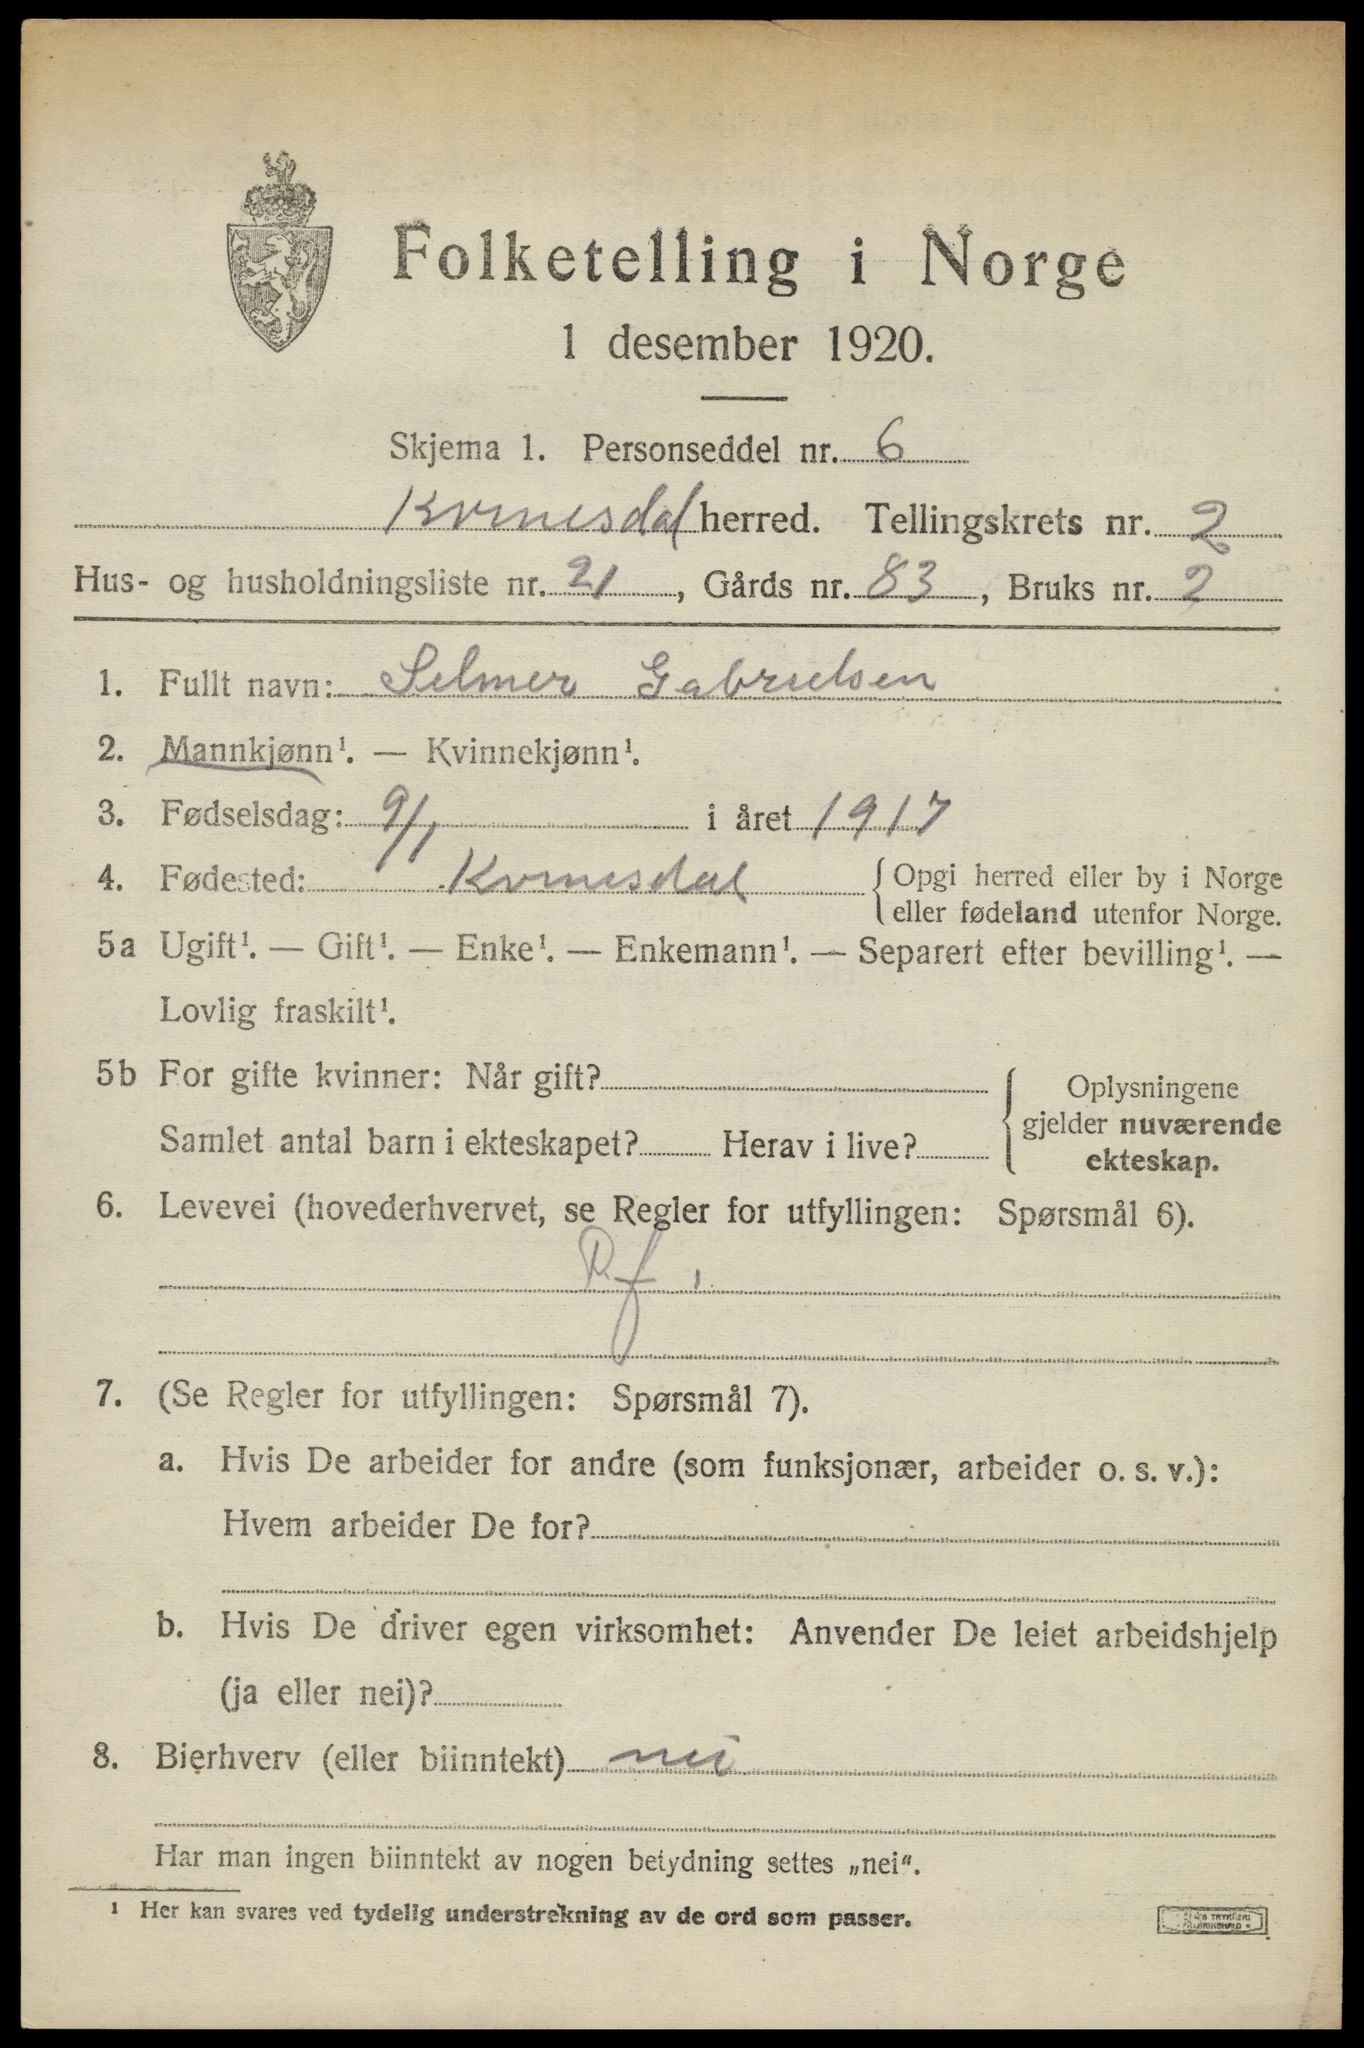 Folketelling i Norge
1 desember 1920.
Skjema 1. Personseddel nr. 6
Kvinesdal herred. Tellingskrets nr. 2
Hus- og husholdningsliste nr. 21, Gårds nr. 83, Bruks nr. 2
1. Fullt navn: Selmer Gabrielsen
2. Mannkjønn¹. — Kvinnekjønn¹.
3. Fødselsdag: 9/1 i året 1917
4. Fødested: Kvinesdal {Opgi herred eller by i Norge
eller fødeland utenfor Norge.
5a Ugift¹. — Gift¹. — Enke¹. — Enkemann¹. — Separert efter bevilling¹. —
Lovlig fraskilt¹.
5b For gifte kvinner: Når gift? { Oplysningene
gjelder nuværende
Samlet antal barn i ekteskapet? Herav i live?
ekteskap.
6. Levevei (hovederhvervet, se Regler for utfyllingen: Spørsmål 6).
7. (Se Regler for utfyllingen: Spørsmål 7).
a. Hvis De arbeider for andre (som funksjonær, arbeider o. s. v.):
Hvem arbeider De for?
b. Hvis De driver egen virksomhet: Anvender De leiet arbeidshjelp
(ja eller nei)?
8. Bierhverv (eller biinntekt) nei
Har man ingen biinntekt av nogen betydning settes „nei“.
¹ Her kan svares ved tydelig understrekning av de ord som passer.